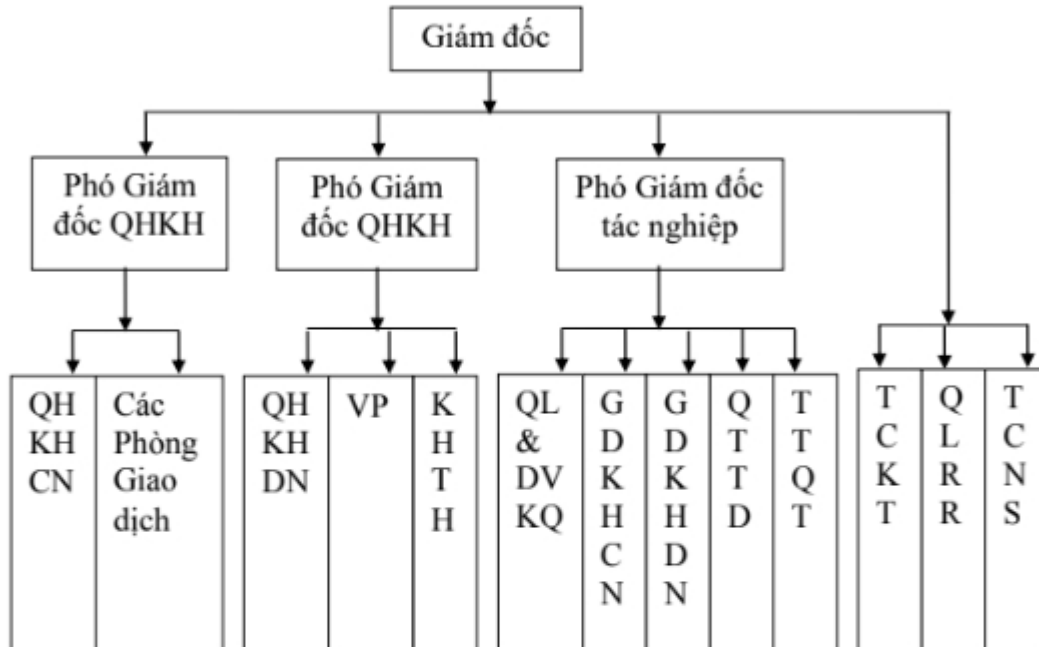 Giám đốc
Phó Giám
đốc QHKH
Phó Giám
đốc QHKH
Phó Giám đốc
tác nghiệp
QH
KH
CN
Các
Phòng
Giao
dịch
QH
KH
DN
VP
K
H
T
H
QL
&
DV
KQ
G
D
K
H
C
N
G
D
K
H
D
N
Q
T
T
D
T
T
Q
T
T
C
K
T
Q
L
R
R
T
C
N
S